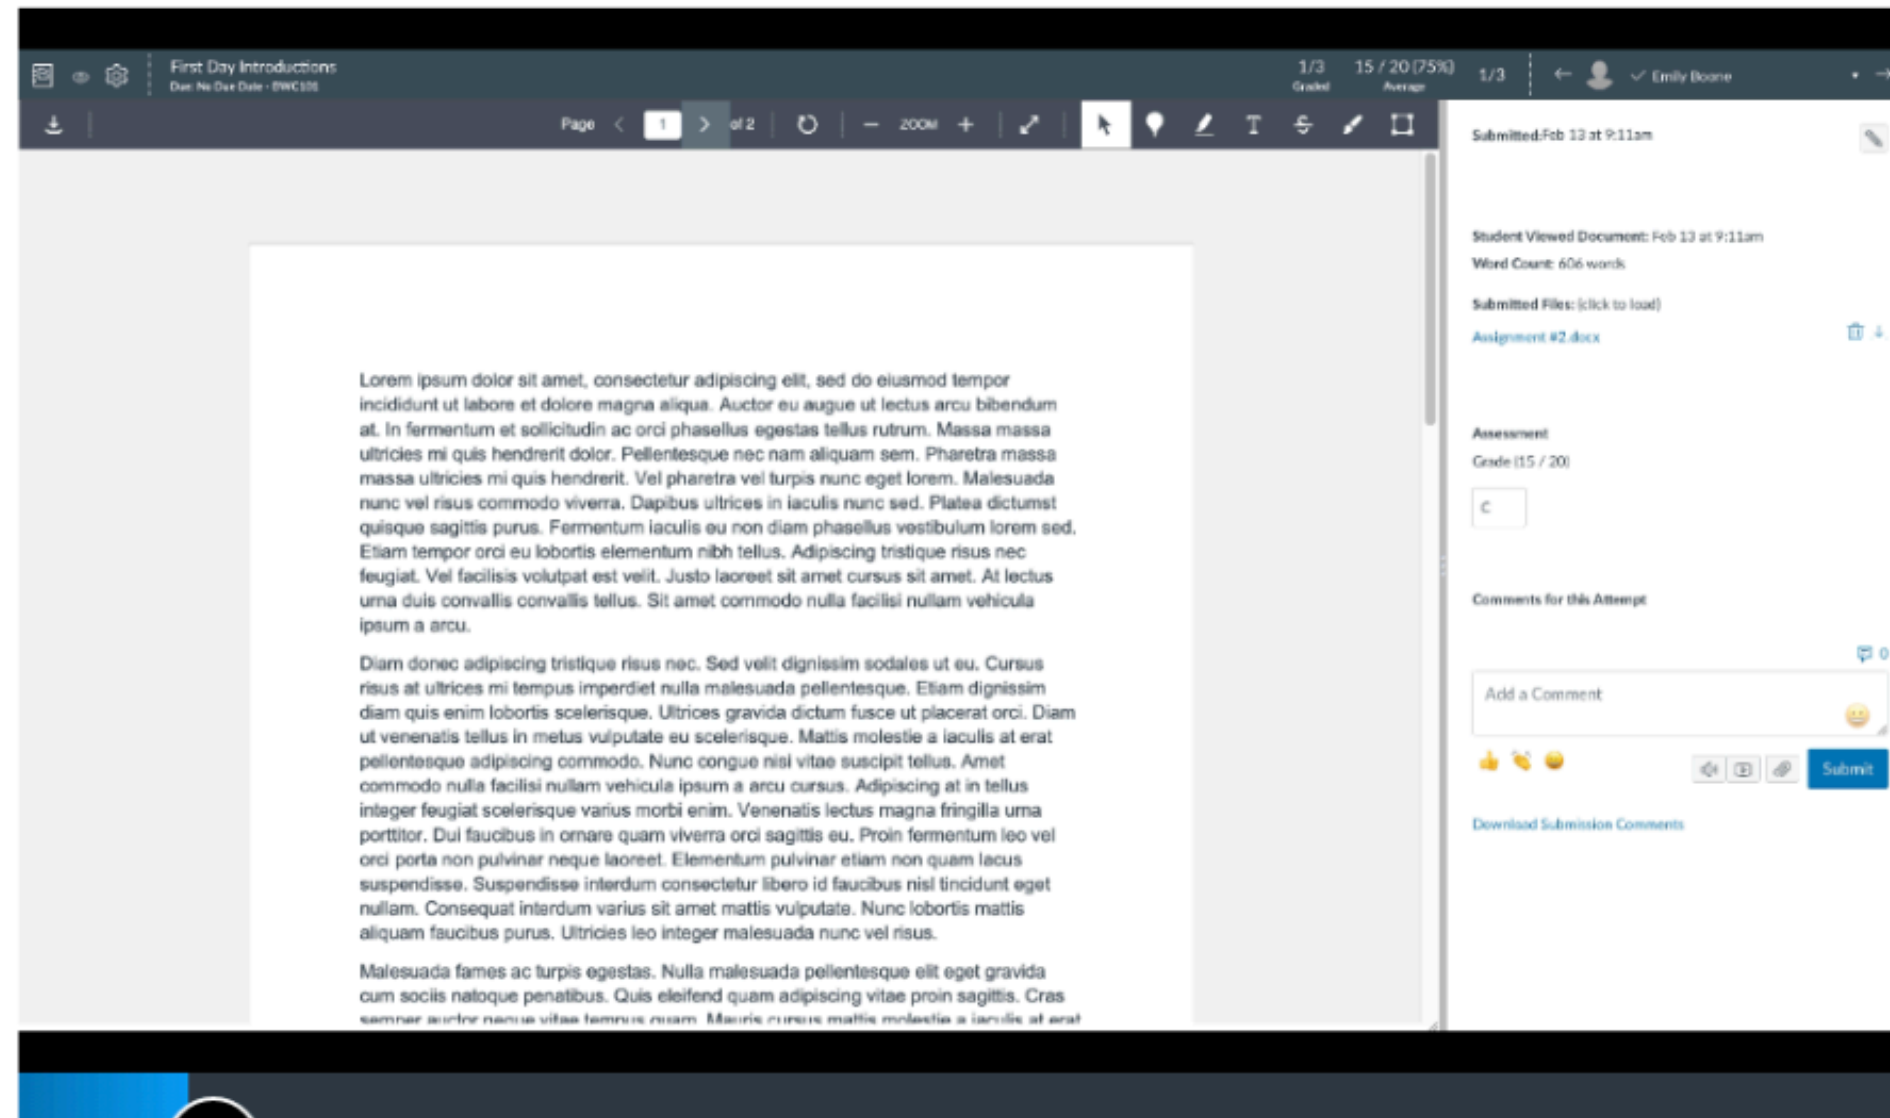 First Day Introductions
Due: No Due Date - BWC101
1/3
Graded
15 / 20 (75%)
Average
1/3
Emily Boone
Page
1
of 2
ZOOM
T
S
Submitted: Feb 13 at 9:11am
Student Viewed Document: Feb 13 at 9:11am
Word Count: 606 words
Submitted Files: (click to load)
Assignment #2.docx
Assessment
Grade (15 / 20)
C
Comments for this Attempt
0
Add a Comment
Submit
Download Submission Comments
Lorem ipsum dolor sit amet, consectetur adipiscing elit, sed do eiusmod tempor
incididunt ut labore et dolore magna aliqua. Auctor eu augue ut lectus arcu bibendum
at. In fermentum et sollicitudin ac orci phasellus egestas tellus rutrum. Massa massa
ultricies mi quis hendrerit dolor. Pellentesque nec nam aliquam sem. Pharetra massa
massa ultricies mi quis hendrerit. Vel pharetra vel turpis nunc eget lorem. Malesuada
nunc vel risus commodo viverra. Dapibus ultrices in iaculis nunc sed. Platea dictumst
quisque sagittis purus. Fermentum iaculis eu non diam phasellus vestibulum lorem sed.
Etiam tempor orci eu lobortis elementum nibh tellus. Adipiscing tristique risus nec
feugiat. Vel facilisis volutpat est velit. Justo laoreet sit amet cursus sit amet. At lectus
urna duis convallis convallis tellus. Sit amet commodo nulla facilisi nullam vehicula
ipsum a arcu.
Diam donec adipiscing tristique risus nec. Sed velit dignissim sodales ut eu. Cursus
risus at ultrices mi tempus imperdiet nulla malesuada pellentesque. Etiam dignissim
diam quis enim lobortis scelerisque. Ultrices gravida dictum fusce ut placerat orci. Diam
ut venenatis tellus in metus vulputate eu scelerisque. Mattis molestie a iaculis at erat
pellentesque adipiscing commodo. Nunc congue nisi vitae suscipit tellus. Amet
commodo nulla facilisi nullam vehicula ipsum a arcu cursus. Adipiscing at in tellus
integer feugiat scelerisque varius morbi enim. Venenatis lectus magna fringilla urna
porttitor. Dui faucibus in ornare quam viverra orci sagittis eu. Proin fermentum leo vel
orci porta non pulvinar neque laoreet. Elementum pulvinar etiam non quam lacus
suspendisse. Suspendisse interdum consectetur libero id faucibus nisl tincidunt eget
nullam. Consequat interdum varius sit amet mattis vulputate. Nunc lobortis mattis
aliquam faucibus purus. Ultricies leo integer malesuada nunc vel risus.
Malesuada fames ac turpis egestas. Nulla malesuada pellentesque elit eget gravida
cum sociis natoque penatibus. Quis eleifend quam adipiscing vitae proin sagittis. Cras
semper auctor neque vitae tempus quam. Mauris cursus mattis molestie a iaculis at erat